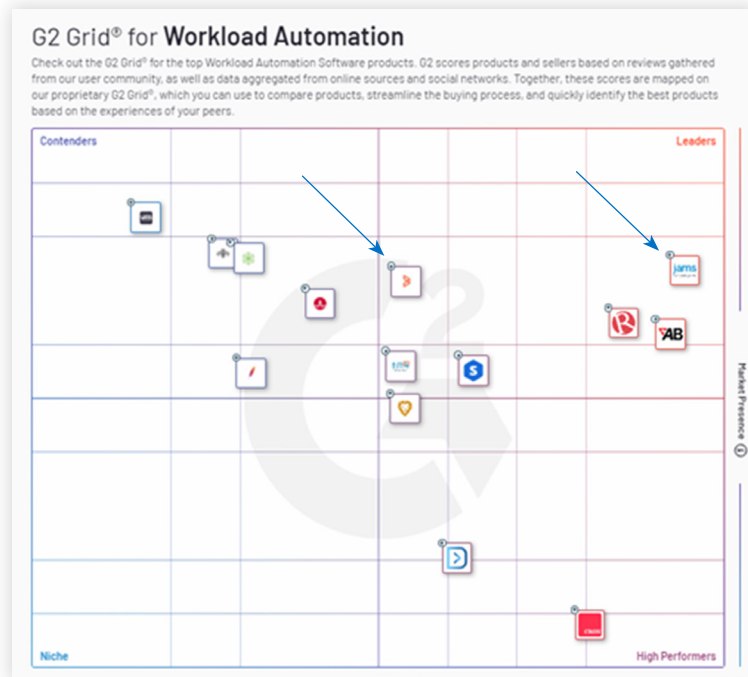 G2 Grid® for Workload Automation
Check out the G2 Grid® for the top Workload Automation Software products. G2 scores products and sellers based on reviews gathered
from our user community, as well as data aggregated from online sources and social networks. Together, these scores are mapped on
our proprietary G2 Grid®, which you can use to compare products, streamline the buying process, and quickly identify the best products
based on the experiences of your peers.
Contenders
Leaders
jams
AB
Market Presence
Niche
High Performers